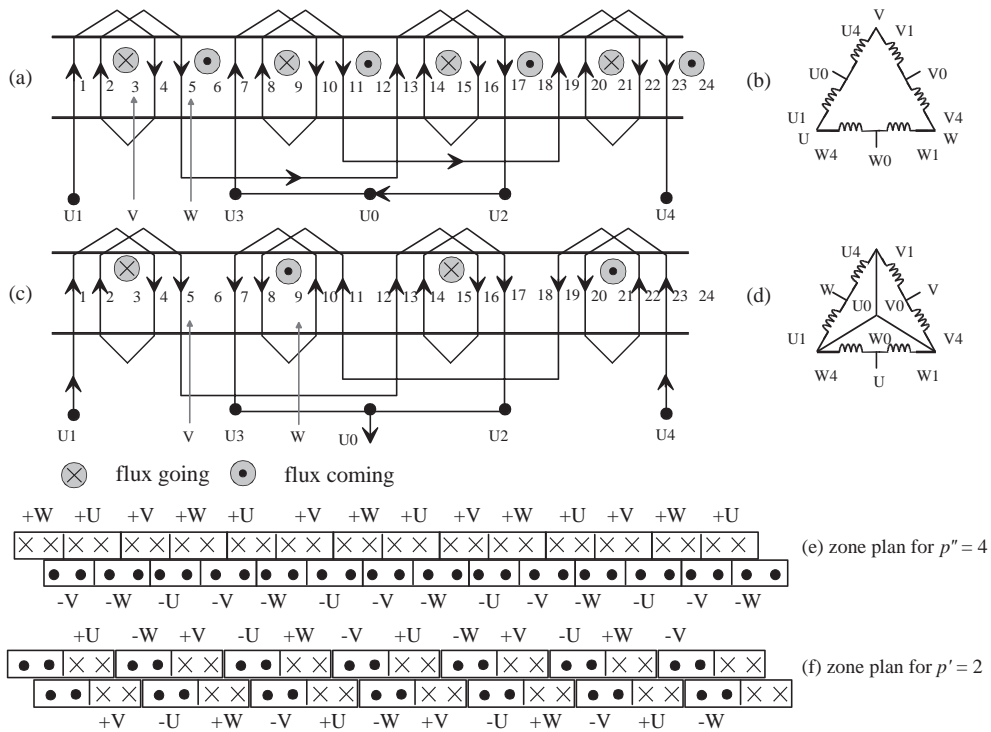 V
U4 V1
(a)
1 2 3 4 5 6 7 8 9 10 11 12 13 14 15 16 17 18 19 20 21 22 23 24
(b)
U0 V0
U1 V4
U W
W4 W0 W1
U1 V W U3 U0 U2 U4
(c)
1 2 3 4 5 6 7 8 9 10 11 12 13 14 15 16 17 18 19 20 21 22 23 24
(d)
U4 V1
W V
U0 V0
U1 W0 V4
W4 U W1
U1 V U3 W U0 U2 U4
flux going flux coming
+W +U +V +W +U +V +W +U +V +W +U +V +W +U
(e) zone plan for p″ = 4
-V -W -U -V -W -U -V -W -U -V -W -U -V -W
+U -W +V -U +W -V +U -W +V -U +W -V
(f) zone plan for p′ = 2
+V -U +W -V +U -W +V -U +W -V +U -W